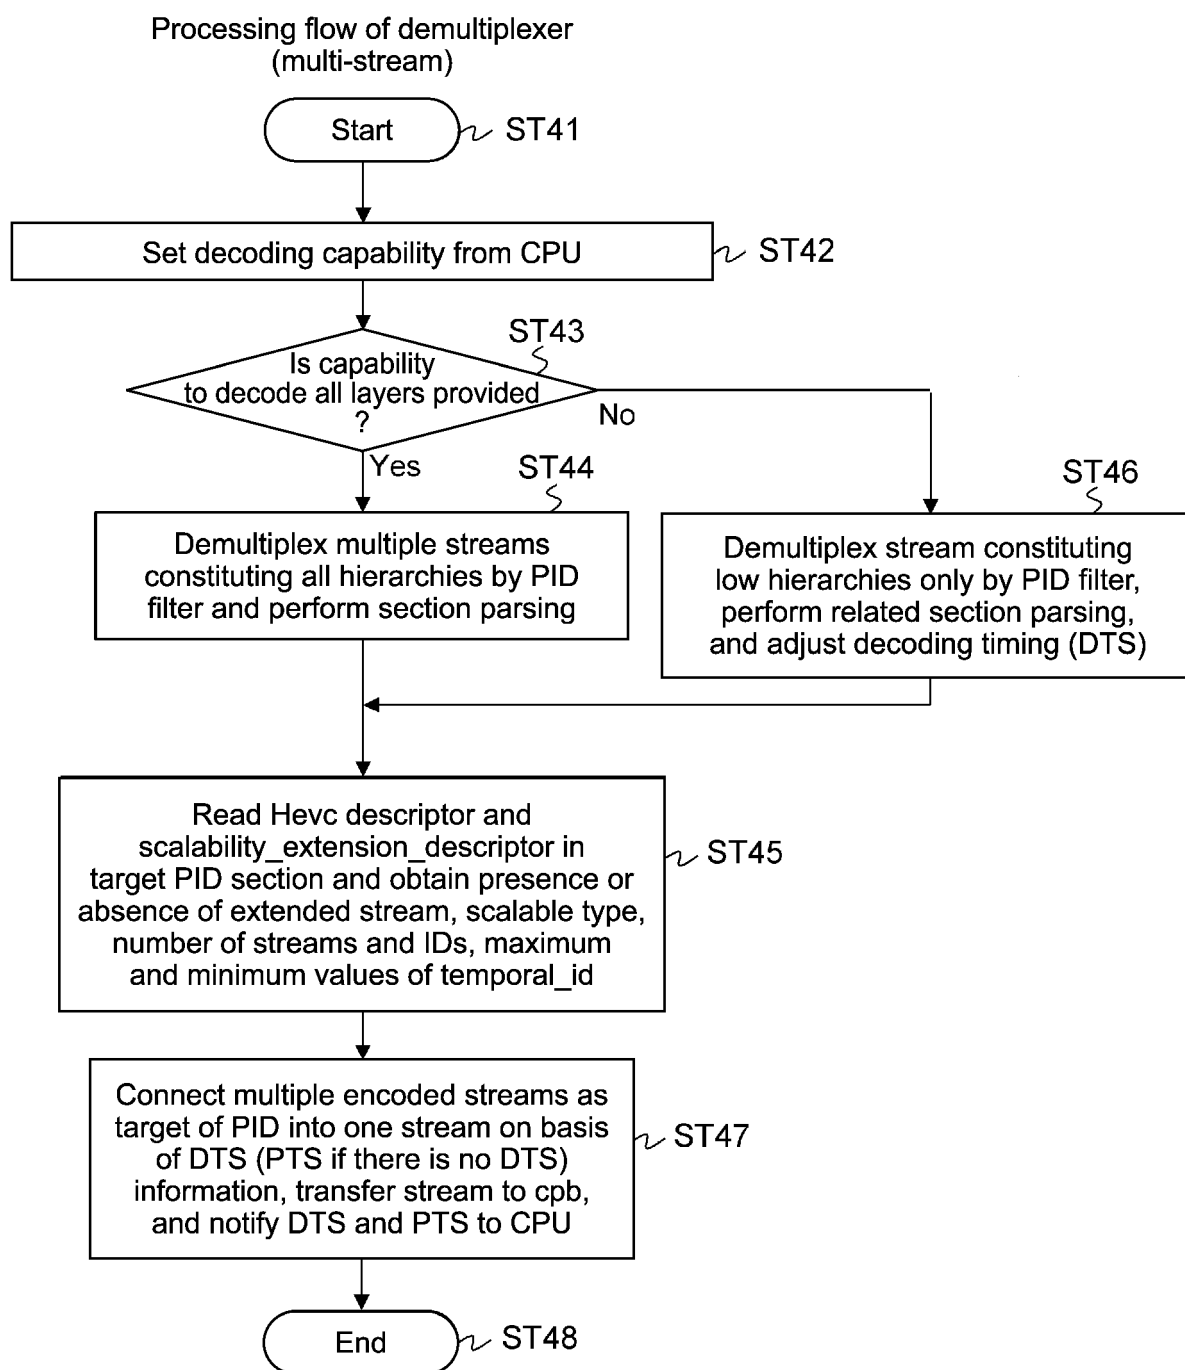 Processing flow of demultiplexer
(multi-stream)
Start
ST41
Set decoding capability from CPU
ST42
ST43
Is capability
to decode all layers provided
?
No
Yes
ST44
Demultiplex multiple streams
constituting all hierarchies by PID
filter and perform section parsing
ST46
Demultiplex stream constituting
low hierarchies only by PID filter,
perform related section parsing,
and adjust decoding timing (DTS)
Read Hevc descriptor and
scalability_extension_descriptor in
target PID section and obtain presence or
absence of extended stream, scalable type,
number of streams and IDs, maximum
and minimum values of temporal_id
ST45
Connect multiple encoded streams as
target of PID into one stream on basis
of DTS (PTS if there is no DTS)
information, transfer stream to cpb,
and notify DTS and PTS to CPU
ST47
End
ST48